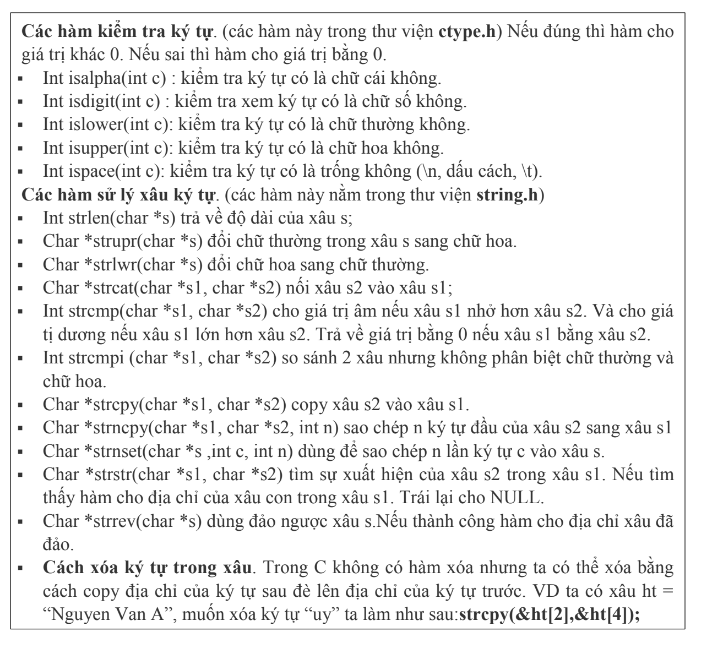 Các hàm kiểm tra ký tự. (các hàm này trong thư viện ctype.h) Nếu đúng thì hàm cho
giá trị khác 0. Nếu sai thì hàm cho giá trị bằng 0.
▪ Int isalpha(int c) : kiểm tra ký tự có là chữ cái không.
▪ Int isdigit(int c) : kiểm tra xem ký tự có là chữ số không.
▪ Int islower(int c): kiểm tra ký tự có là chữ thường không.
▪ Int isupper(int c): kiểm tra ký tự có là chữ hoa không.
▪ Int ispace(int c): kiểm tra ký tự có là trống không (\n, dấu cách, \t).
Các hàm sử lý xâu ký tự. (các hàm này nằm trong thư viện string.h)
▪ Int strlen(char *s) trả về độ dài của xâu s;
▪ Char *strupr(char *s) đổi chữ thường trong xâu s sang chữ hoa.
▪ Char *strlwr(char *s) đổi chữ hoa sang chữ thường.
▪ Char *strcat(char *s1, char *s2) nối xâu s2 vào xâu s1;
▪ Int strcmp(char *s1, char *s2) cho giá trị âm nếu xâu s1 nhở hơn xâu s2. Và cho giá
tị dương nếu xâu s1 lớn hơn xâu s2. Trả về giá trị bằng 0 nếu xâu s1 bằng xâu s2.
▪ Int strcmpi (char *s1, char *s2) so sánh 2 xâu nhưng không phân biệt chữ thường và
chữ hoa.
▪ Char *strcpy(char *s1, char *s2) copy xâu s2 vào xâu s1.
▪ Char *strncpy(char *s1, char *s2, int n) sao chép n ký tự đầu của xâu s2 sang xâu s1
▪ Char *strnset(char *s ,int c, int n) dùng để sao chép n lần ký tự c vào xâu s.
▪ Char *strstr(char *s1, char *s2) tìm sự xuất hiện của xâu s2 trong xâu s1. Nếu tìm
thấy hàm cho địa chỉ của xâu con trong xâu s1. Trái lại cho NULL.
▪ Char *strrev(char *s) dùng đảo ngược xâu s.Nếu thành công hàm cho địa chỉ xâu đã
đảo.
▪ Cách xóa ký tự trong xâu. Trong C không có hàm xóa nhưng ta có thể xóa bằng
cách copy địa chỉ của ký tự sau đè lên địa chỉ của ký tự trước. VD ta có xâu ht =
“Nguyen Van A”, muốn xóa ký tự “uy” ta làm như sau:strcpy(&ht[2],&ht[4]);